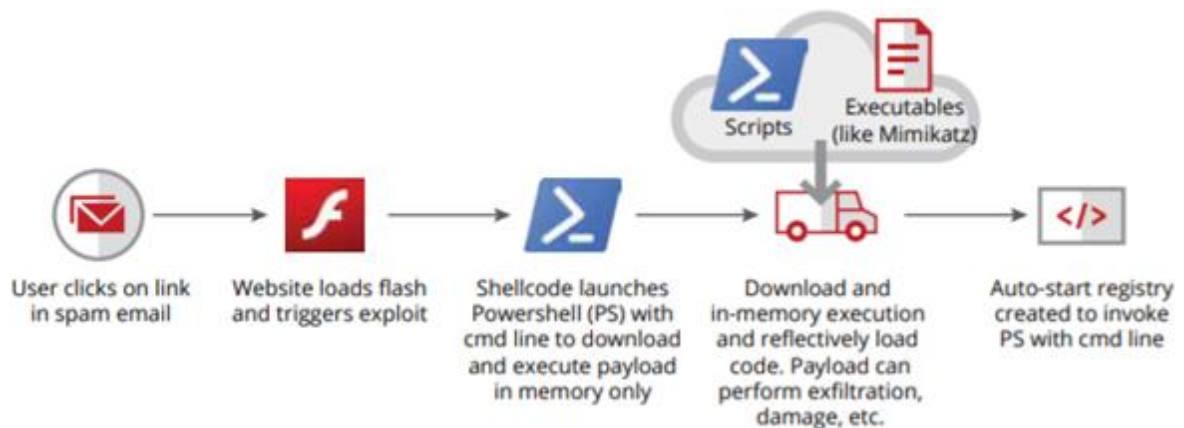 Scripts
Executables
(like Mimikatz)
User clicks on link
in spam email
Website loads flash
and triggers exploit
Shellcode launches
Powershell (PS) with
cmd line to download
and execute payload
in memory only
Download and
in-memory execution
and reflectively load
code. Payload can
perform exfiltration,
damage, etc.
Auto-start registry
created to invoke
PS with cmd line